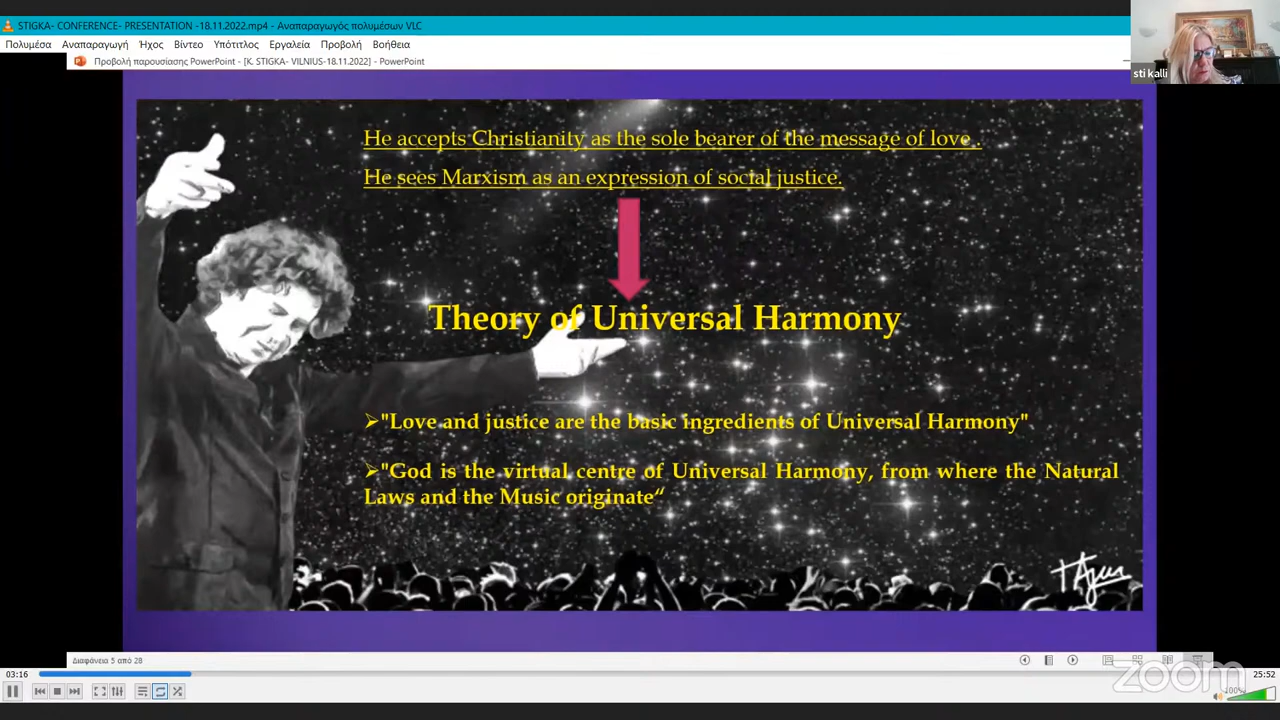 STIGKA- CONFERENCE- PRESENTATION -18.11.2022.mp4 - Αναπαραγωγός πολυμέσων VLC
Πολυμέσα Αναπαραγωγή Ήχος Βίντεο Υπότιτλος Εργαλεία Προβολή Βοήθεια
Προβολή παρουσίασης PowerPoint - [K. STIGKA- VILNIUS-18.11.2022] - PowerPoint
sti kalli
He accepts Christianity as the sole bearer of the message of love .
He sees Marxism as an expression of social justice.
Theory of Universal Harmony
➢"Love and justice are the basic ingredients of Universal Harmony"
➢"God is the virtual centre of Universal Harmony, from where the Natural
Laws and the Music originate“
Διαφάνεια 5 από 28
03:16
25:52
zoom
100%